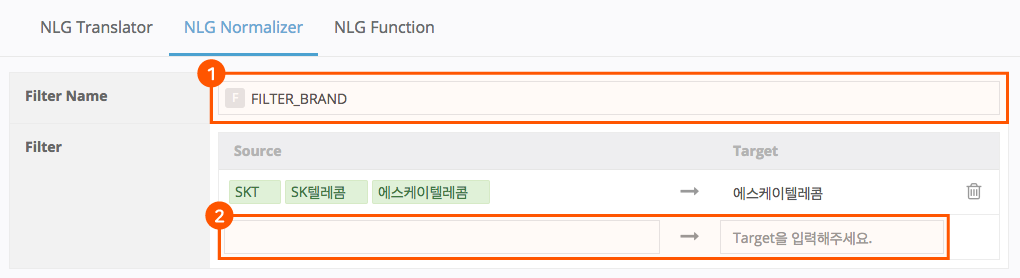 NLG Translator NLG Normalizer NLG Function
1
Filter Name F FILTER_BRAND
Filter Source Target
SKT SK텔레콤 에스케이텔레콤 → 에스케이텔레콤
2
→ Target을 입력해주세요.